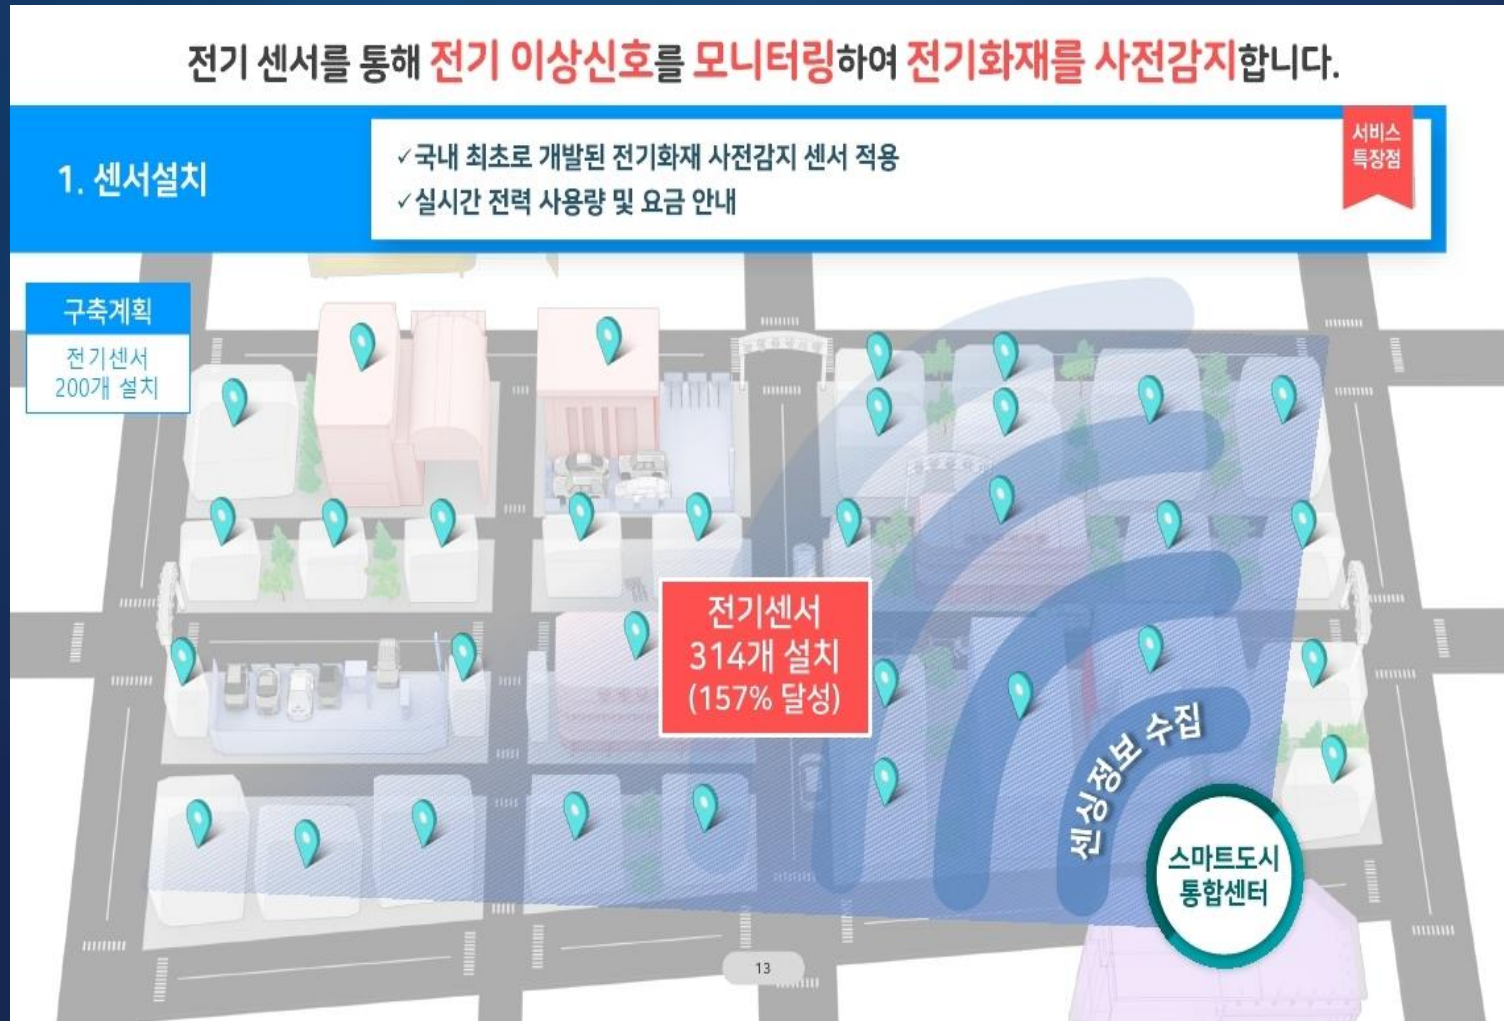 전기 센서를 통해 전기 이상신호를 모니터링하여 전기화재를 사전감지합니다.
1. 센서설치
✓국내 최초로 개발된 전기화재 사전감지 센서 적용
✓실시간 전력 사용량 및 요금 안내
서비스
특장점
구축계획
전기센서
200개 설치
전기센서
314개 설치
(157% 달성)
센싱정보 수집
스마트도시
통합센터
13